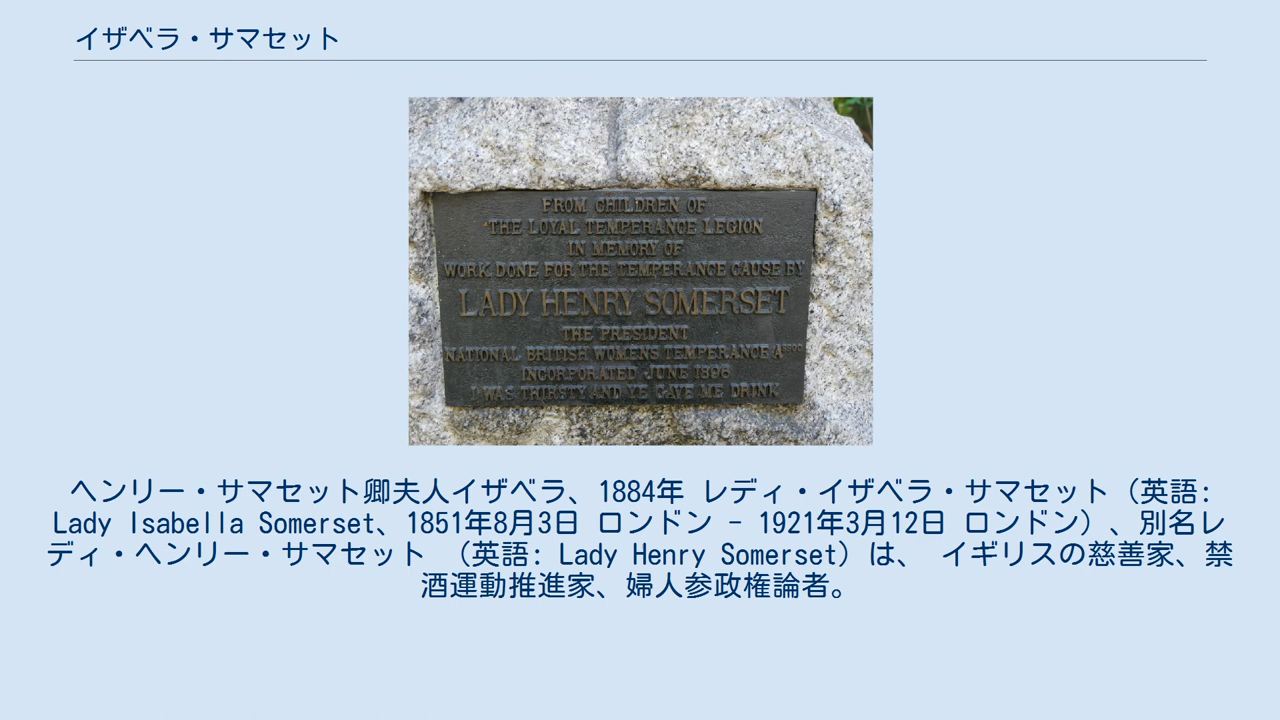 イザベラ・サマセット
FROM CHILDREN OF
THE LOYAL TEMPERANCE LEGION
IN MEMORY OF
WORK DONE FOR THE TEMPERANCE CAUSE BY
LADY HENRY SOMERSET
THE PRESIDENT
NATIONAL BRITISH WOMENS TEMPERANCE ASSOC
INCORPORATED JUNE 1896
I WAS THIRSTY AND YE GAVE ME DRINK
ヘンリー・サマセット卿夫人イザベラ、1884年 レディ・イザベラ・サマセット（英語:
Lady Isabella Somerset、1851年8月3日 ロンドン - 1921年3月12日 ロンドン）、別名レ
ディ・ヘンリー・サマセット （英語: Lady Henry Somerset）は、 イギリスの慈善家、禁
酒運動推進家、婦人参政権論者。